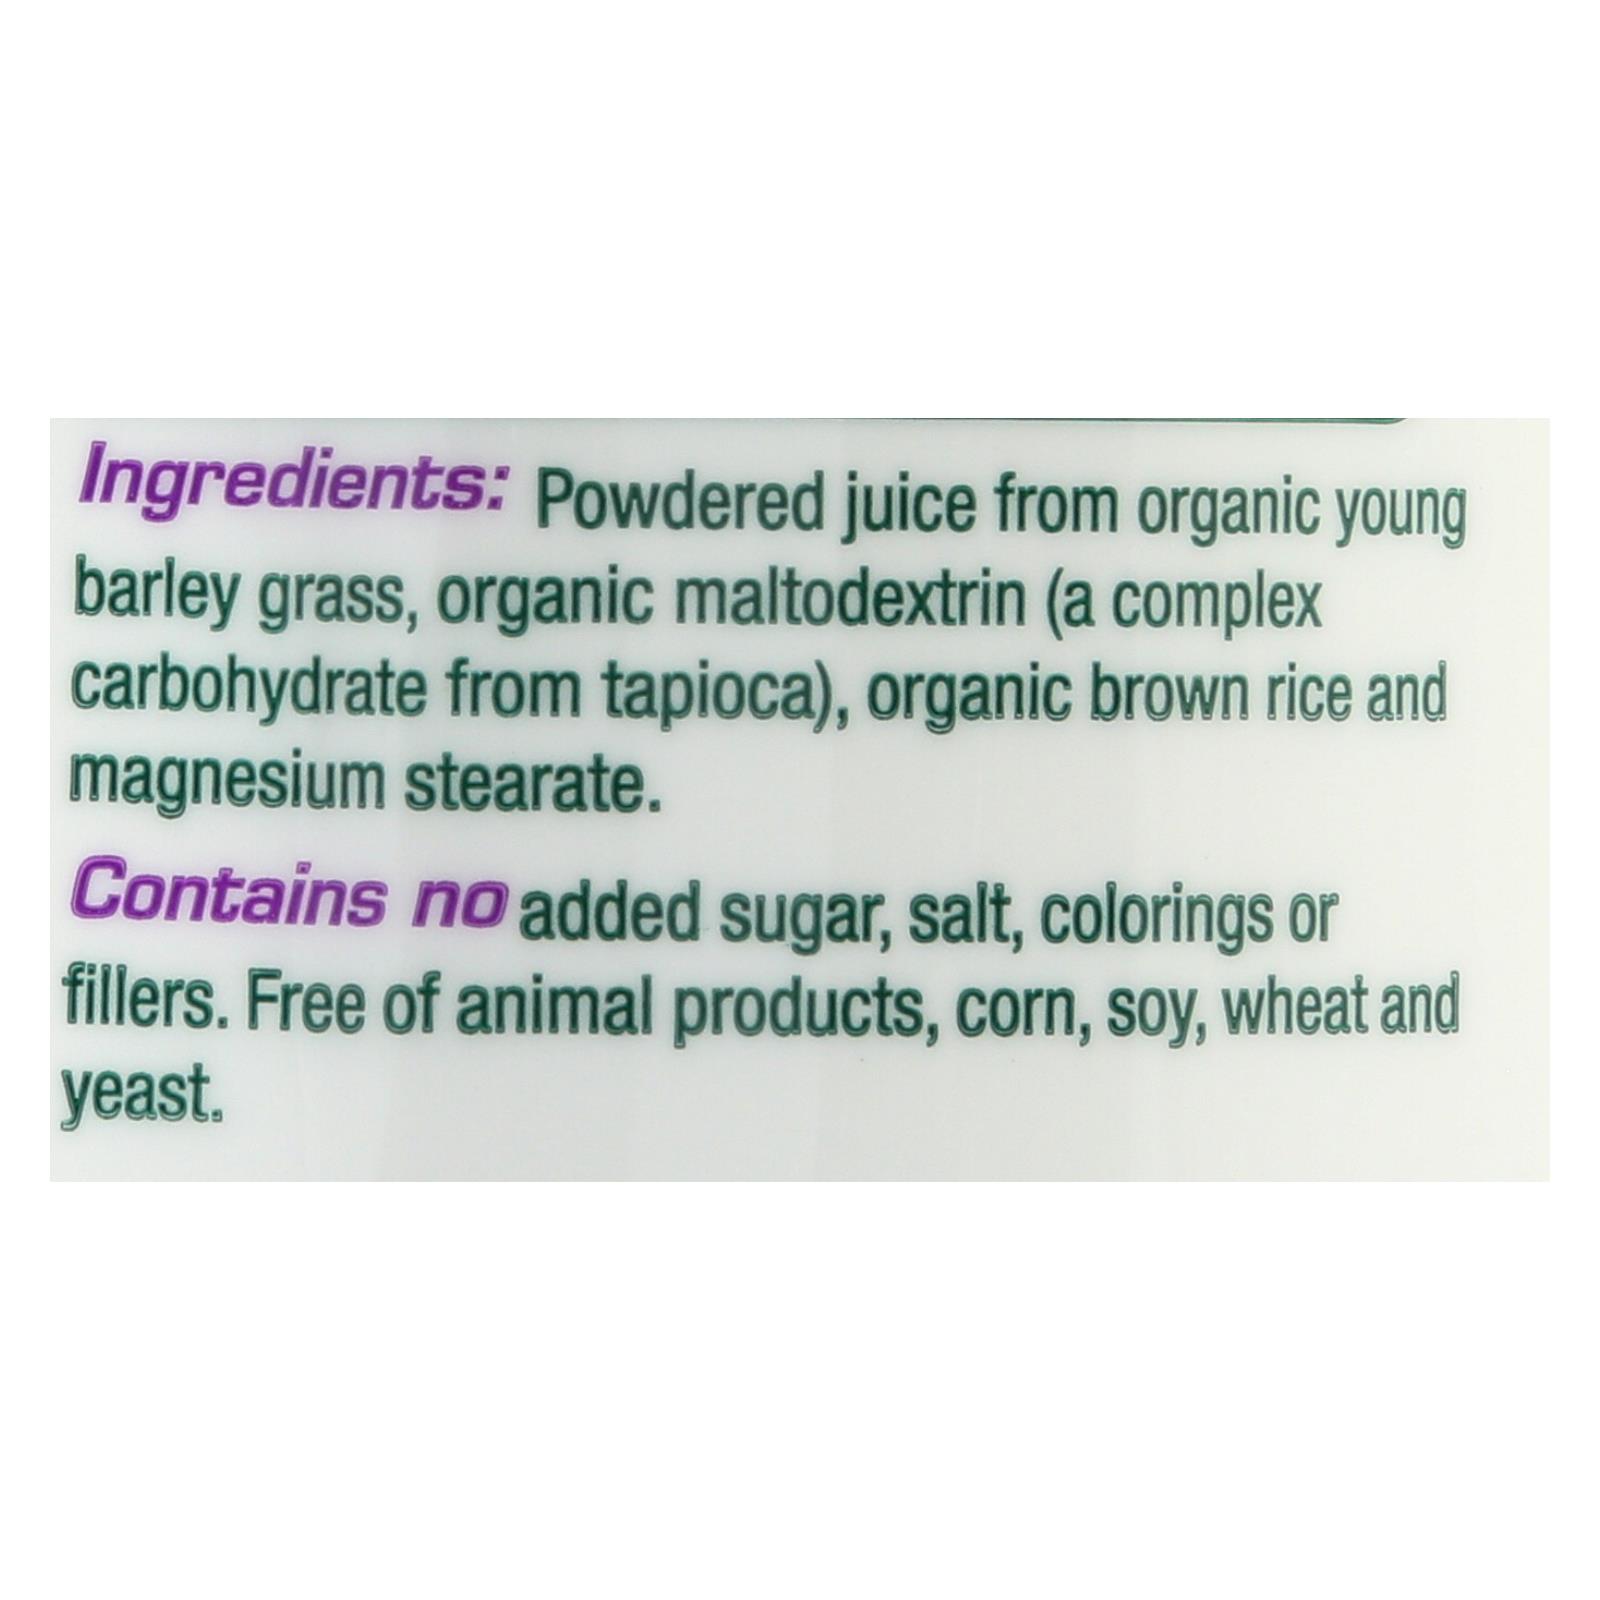 Ingredients: Powdered juice from organic young
barley grass, organic maltodextrin (a complex
carbohydrate from tapioca), organic brown rice and
magnesium stearate.
Contains no added sugar, salt, colorings or
fillers. Free of animal products, corn, soy, wheat and
yeast.